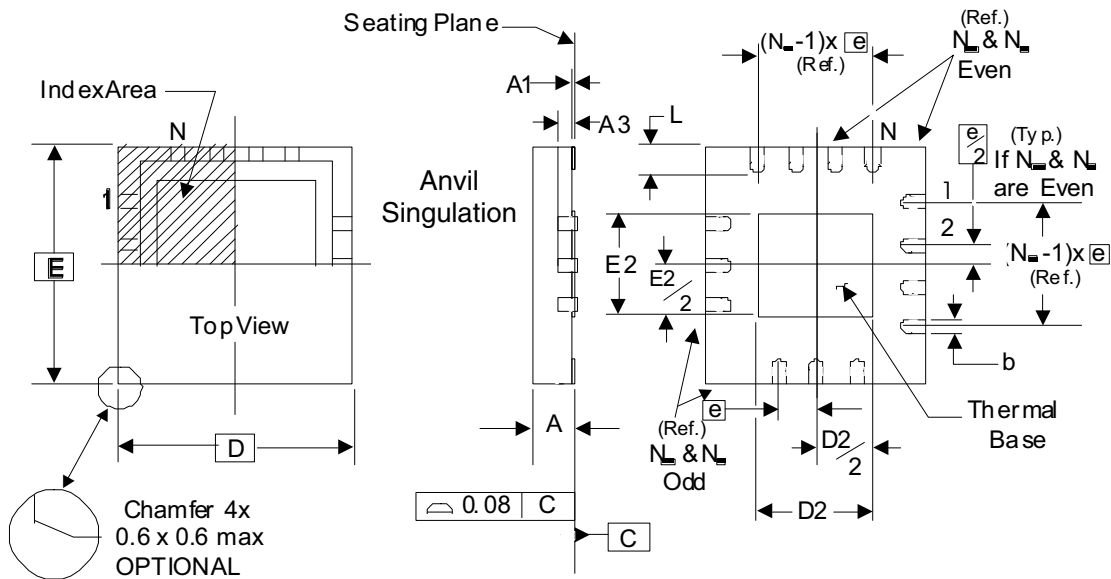 Seating Plane
(Ref.)
N & N
Even
(N -1)x e
(Ref.)
A1
IndexArea
A3
L
N
N
e/2
(Typ.)
If N & N
are Even
1
1
2
Anvil
Singulation
E
E2
E2/2
(N -1)x e
(Ref.)
TopView
b
e
A
(Ref.)
N & N
Odd
D2/2
Thermal
Base
D
0.08 C
D2
C
Chamfer 4x
0.6 x 0.6 max
OPTIONAL